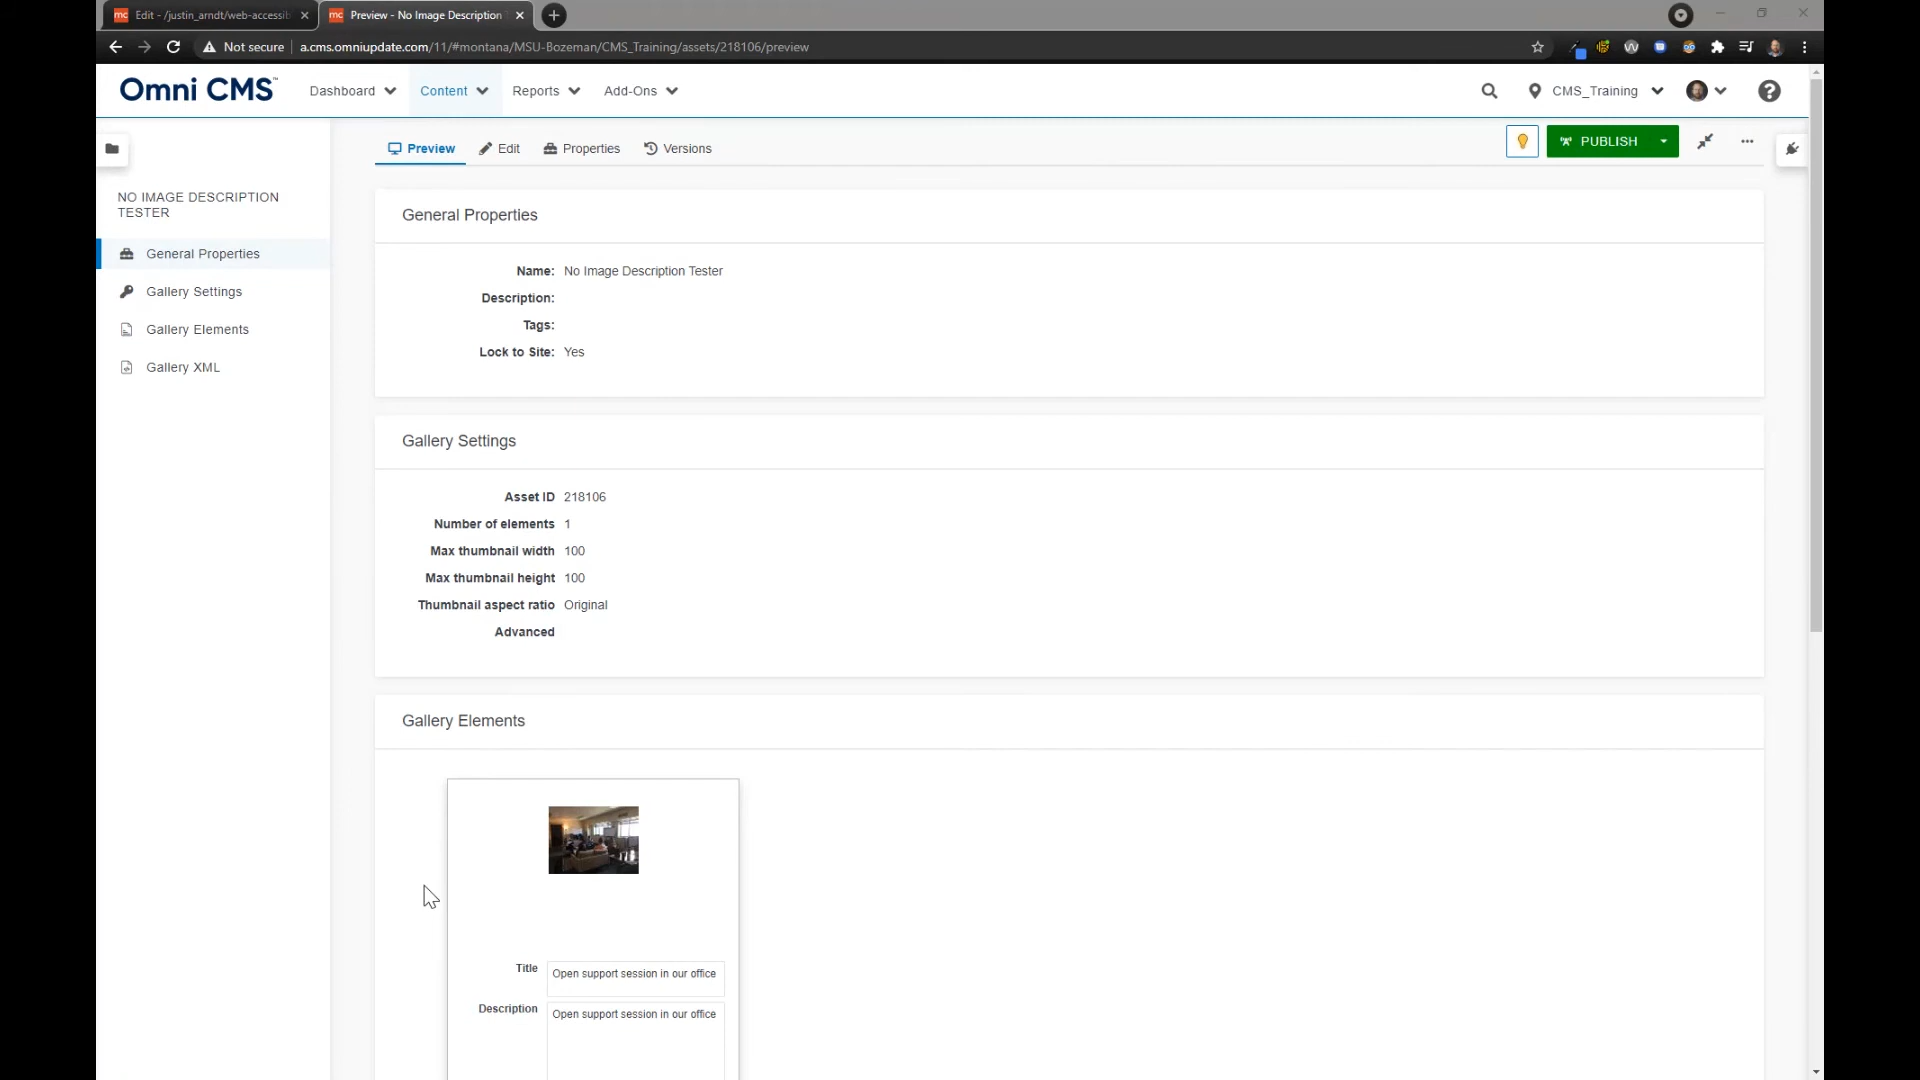 Edit - /justin_arndt/web-accessib
Preview - No Image Description
Not secure
a.cms.omniupdate.com/11/#montana/MSU-Bozeman/CMS_Training/assets/218106/preview
Omni CMS
Dashboard
Content
Reports
Add-Ons
CMS_Training
Preview
Edit
Properties
Versions
PUBLISH
NO IMAGE DESCRIPTION
TESTER
General Properties
Gallery Settings
Gallery Elements
Gallery XML
General Properties
Name: No Image Description Tester
Description:
Tags:
Lock to Site: Yes
Gallery Settings
Asset ID 218106
Number of elements 1
Max thumbnail width 100
Max thumbnail height 100
Thumbnail aspect ratio Original
Advanced
Gallery Elements
Title Open support session in our office
Description Open support session in our office